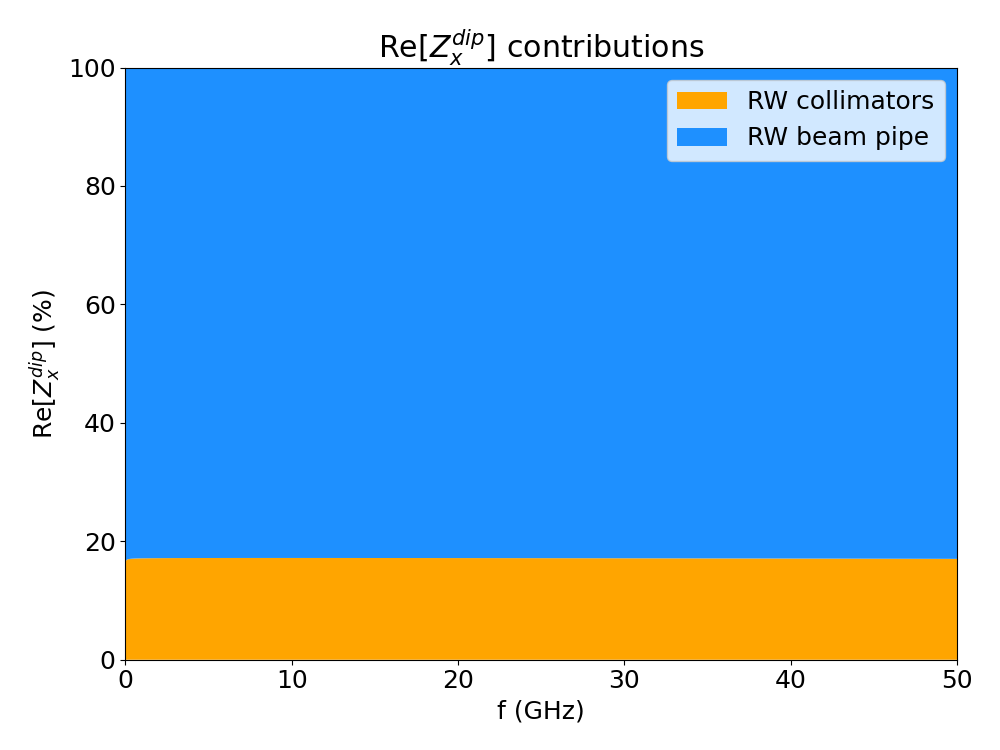 Re[$Z_x^{dip}$] contributions
RW collimators
RW beam pipe
Re[$Z_x^{dip}$] (%)
100
80
60
40
20
0
0 10 20 30 40 50
f (GHz)